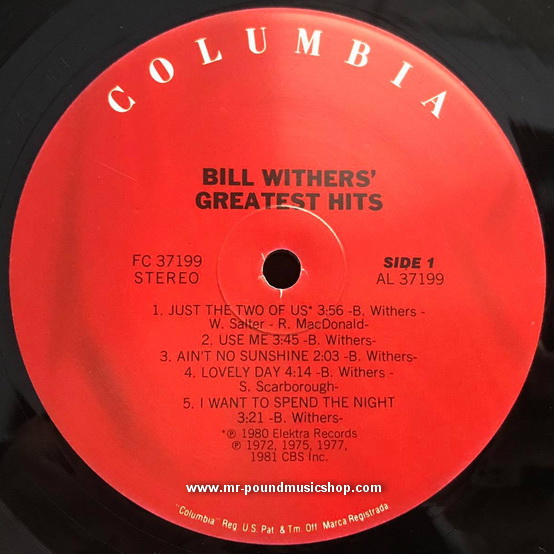 COLUMBIA
BILL WITHERS'
GREATEST HITS
FC 37199
STEREO
SIDE 1
AL 37199
1. JUST THE TWO OF US* 3:56 -B. Withers -
W. Salter - R. MacDonald-
2. USE ME 3:45 -B. Withers-
3. AIN'T NO SUNSHINE 2:03 -B. Withers-
4. LOVELY DAY 4:14 -B. Withers -
S. Scarborough-
5. I WANT TO SPEND THE NIGHT
3:21 -B. Withers-
*℗ 1980 Elektra Records
℗ 1972, 1975, 1977,
1981 CBS Inc.
www.mr-poundmusicshop.com
"Columbia" Reg. U.S. Pat. & Tm. Off. Marca Registrada.